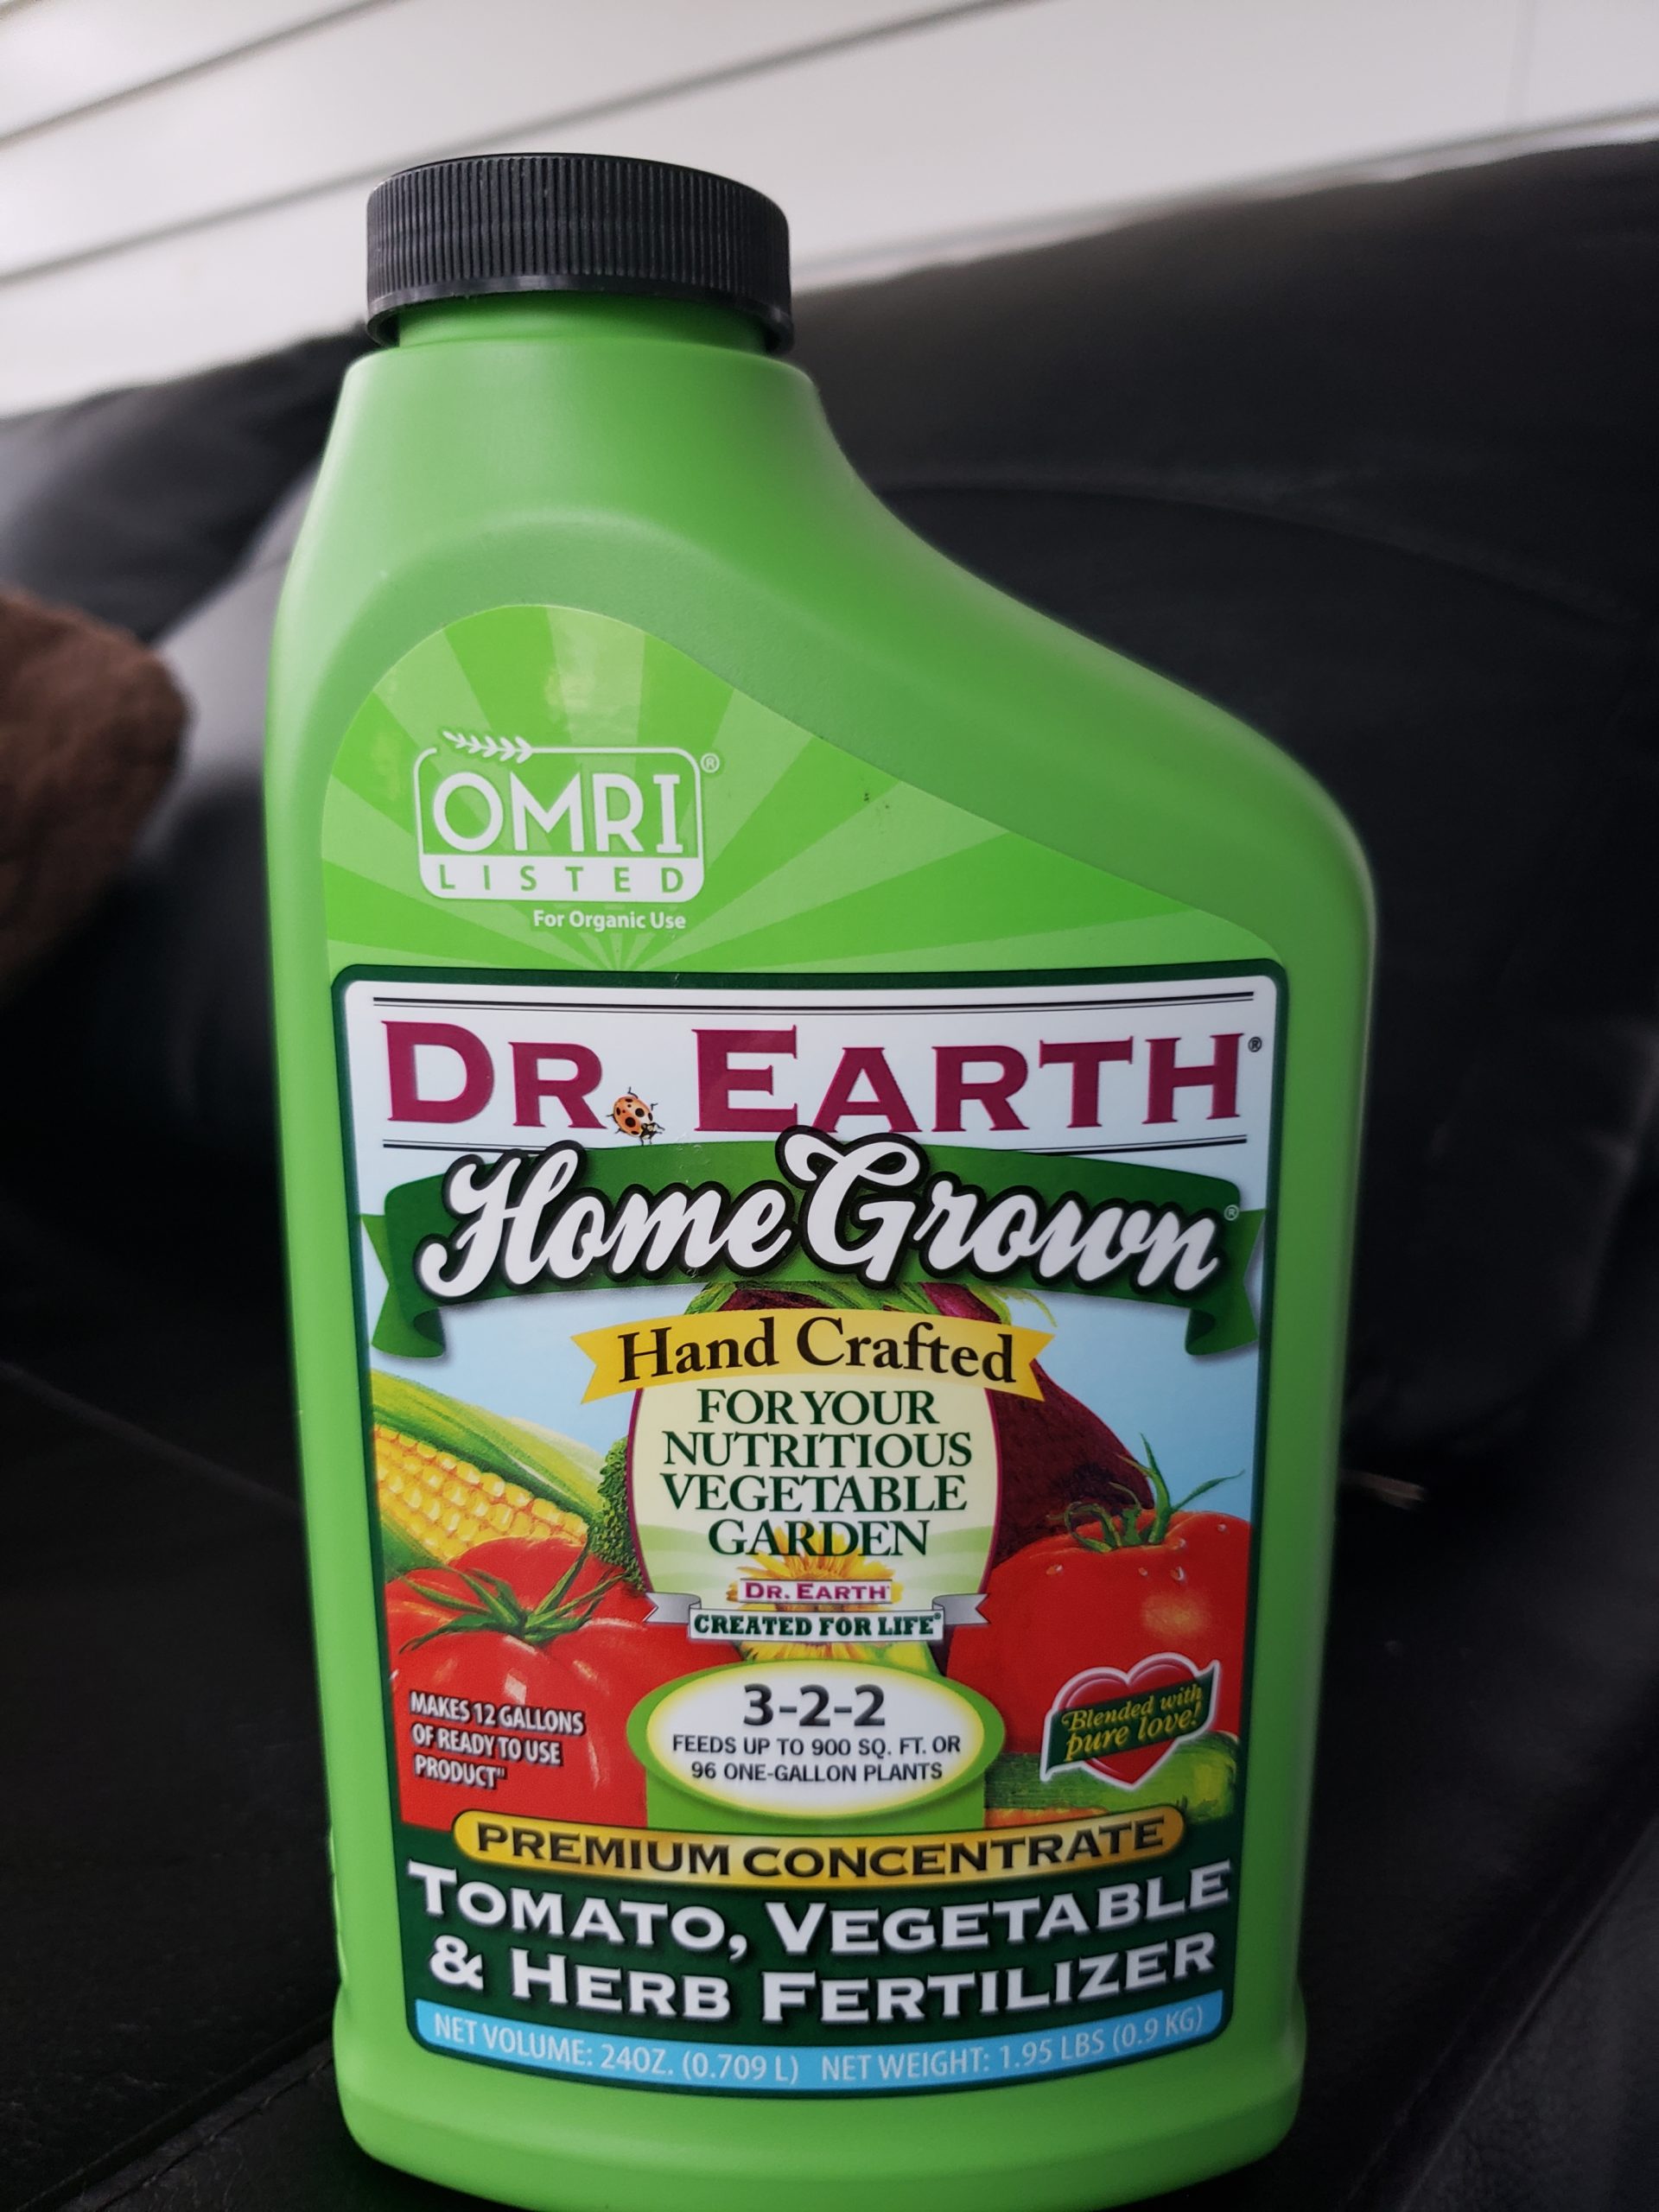 OMRI®
LISTED
For Organic Use
DR. EARTH®
Home Grown®
Hand Crafted
FOR YOUR
NUTRITIOUS
VEGETABLE
GARDEN
DR. EARTH®
CREATED FOR LIFE®
MAKES 12 GALLONS
OF READY TO USE
PRODUCT"
3-2-2
FEEDS UP TO 900 SQ. FT. OR
96 ONE-GALLON PLANTS
Blended with
pure love!
PREMIUM CONCENTRATE
TOMATO, VEGETABLE
& HERB FERTILIZER
NET VOLUME: 24OZ. (0.709 L) NET WEIGHT: 1.95 LBS (0.9 KG)